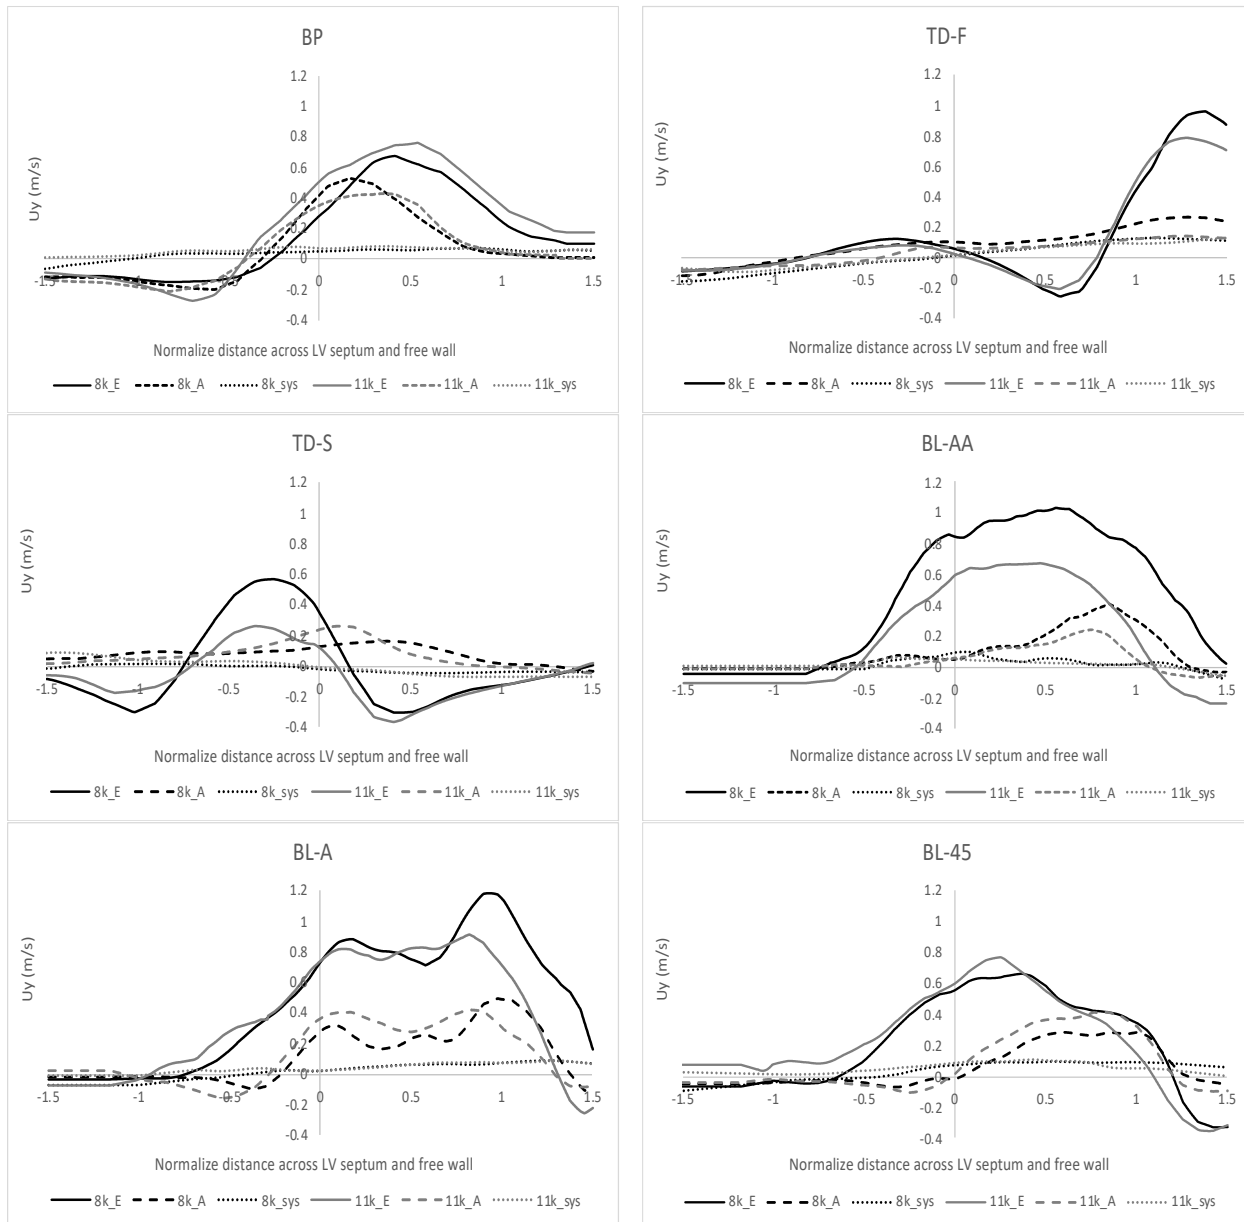 BP
Uy (m/s)
1.2
1
0.8
0.6
0.4
0.2
0
-0.2
-0.4
-1.5 -1 -0.5 0 0.5 1 1.5
Normalize distance across LV septum and free wall
8k_E 8k_A 8k_sys 11k_E 11k_A 11k_sys
TD-F
Uy (m/s)
1.2
1
0.8
0.6
0.4
0.2
0
-0.2
-0.4
-1.5 -1 -0.5 0 0.5 1 1.5
Normalize distance across LV septum and free wall
8k_E 8k_A 8k_sys 11k_E 11k_A 11k_sys
TD-S
Uy (m/s)
1.2
1
0.8
0.6
0.4
0.2
0
-0.2
-0.4
-1.5 -1 -0.5 0 0.5 1 1.5
Normalize distance across LV septum and free wall
8k_E 8k_A 8k_sys 11k_E 11k_A 11k_sys
BL-AA
Uy (m/s)
1.2
1
0.8
0.6
0.4
0.2
0
-0.2
-0.4
-1.5 -1 -0.5 0 0.5 1 1.5
Normalize distance across LV septum and free wall
8k_E 8k_A 8k_sys 11k_E 11k_A 11k_sys
BL-A
Uy (m/s)
1.2
1
0.8
0.6
0.4
0.2
0
-0.2
-0.4
-1.5 -1 -0.5 0 0.5 1 1.5
Normalize distance across LV septum and free wall
8k_E 8k_A 8k_sys 11k_E 11k_A 11k_sys
BL-45
Uy (m/s)
1.2
1
0.8
0.6
0.4
0.2
0
-0.2
-0.4
-1.5 -1 -0.5 0 0.5 1 1.5
Normalize distance across LV septum and free wall
8k_E 8k_A 8k_sys 11k_E 11k_A 11k_sys